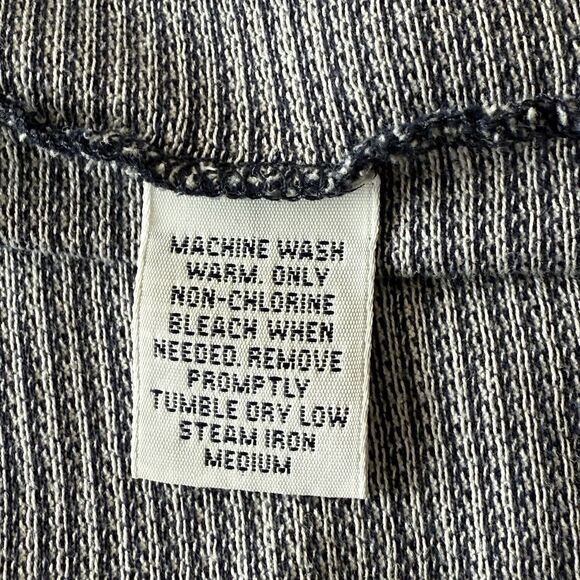 MACHINE WASH
WARM. ONLY
NON-CHLORINE
BLEACH WHEN
NEEDED. REMOVE
PROMPTLY
TUMBLE DRY LOW
STEAM IRON
MEDIUM